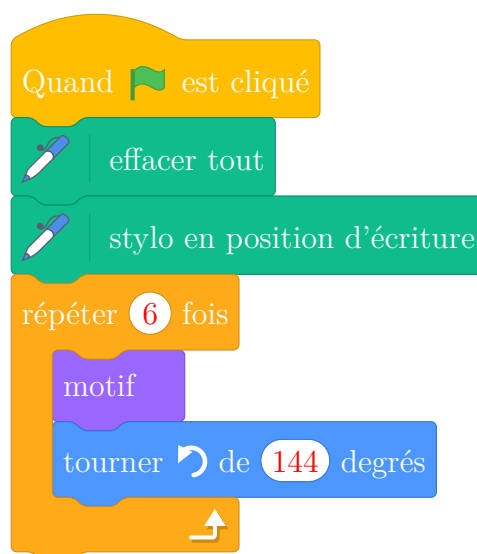 Quand est cliqué
effacer tout
stylo en position d'écriture
répéter 6 fois
motif
tourner de 144 degrés